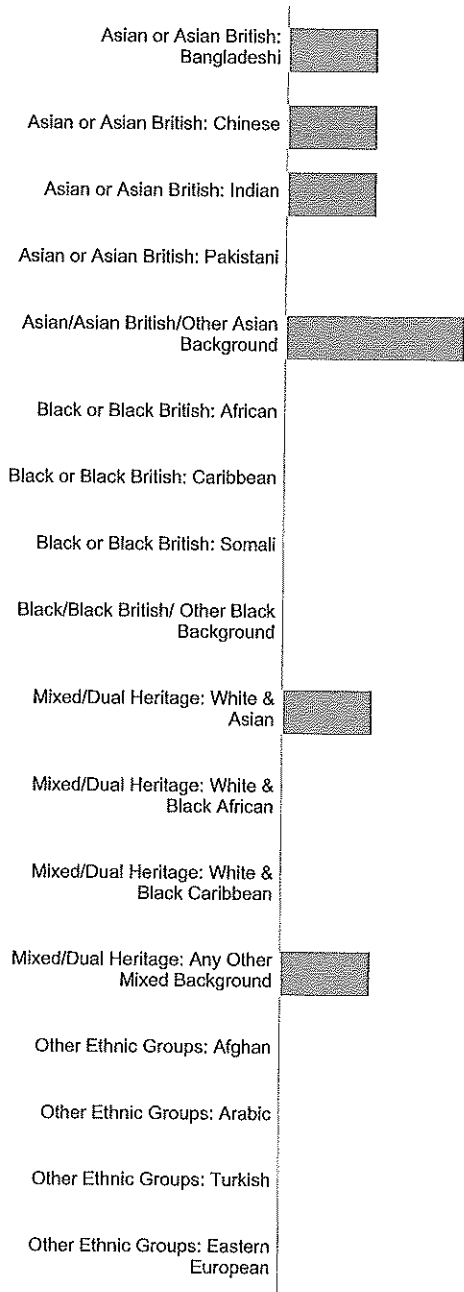 Asian or Asian British:
Bangladeshi
Asian or Asian British: Chinese
Asian or Asian British: Indian
Asian or Asian British: Pakistani
Asian/Asian British/Other Asian
Background
Black or Black British: African
Black or Black British: Caribbean
Black or Black British: Somali
Black/Black British/ Other Black
Background
Mixed/Dual Heritage: White &
Asian
Mixed/Dual Heritage: White &
Black African
Mixed/Dual Heritage: White &
Black Caribbean
Mixed/Dual Heritage: Any Other
Mixed Background
Other Ethnic Groups: Afghan
Other Ethnic Groups: Arabic
Other Ethnic Groups: Turkish
Other Ethnic Groups: Eastern
European